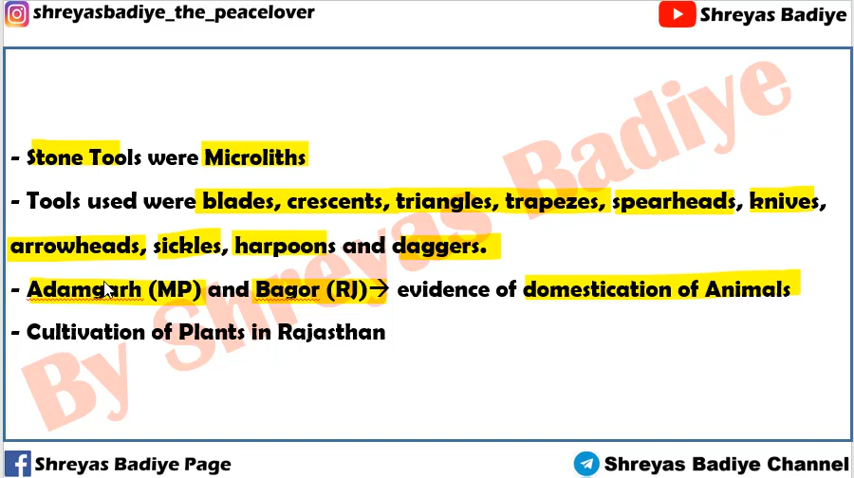 shreyasbadiye_the_peacelover
Shreyas Badiye
- Stone Tools were Microliths
- Tools used were blades, crescents, triangles, trapezes, spearheads, knives,
arrowheads, sickles, harpoons and daggers.
- Adamgarh (MP) and Bagor (RJ)→ evidence of domestication of Animals
- Cultivation of Plants in Rajasthan
By Shreyas Badiye
Shreyas Badiye Page
Shreyas Badiye Channel